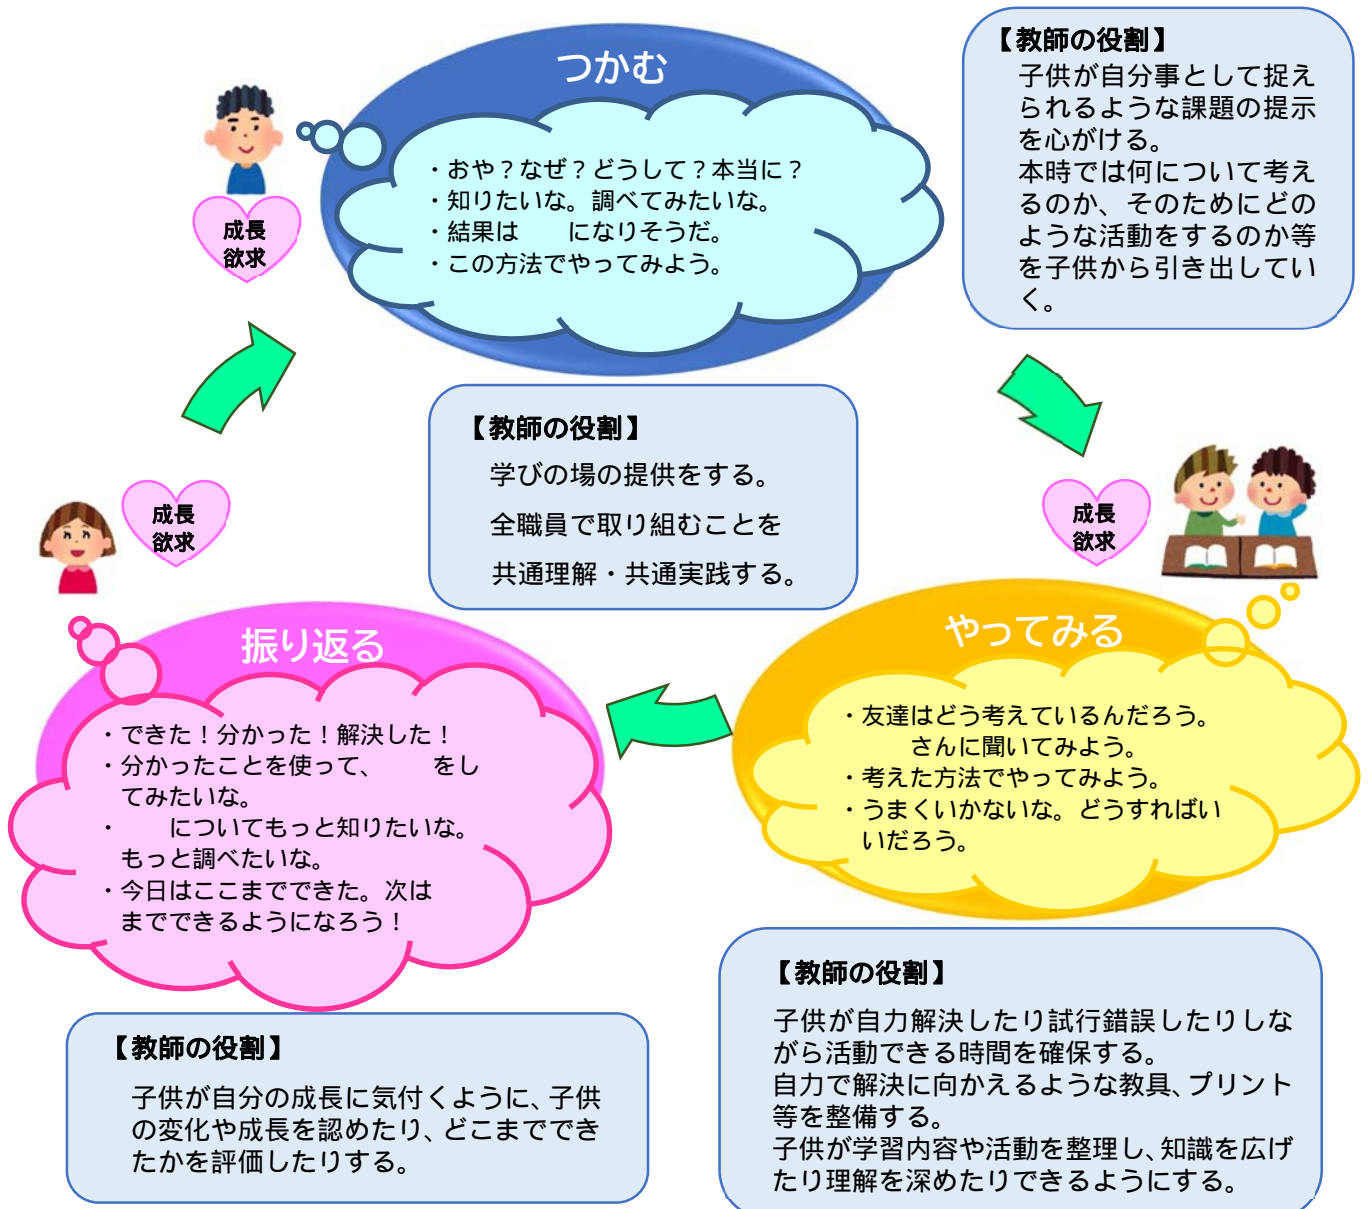 つかむ
・おや？なぜ？どうして？本当に？
・知りたいな。調べてみたいな。
・結果は　　になりそうだ。
・この方法でやってみよう。
成長
欲求
【教師の役割】
子供が自分事として捉え
られるような課題の提示
を心がける。
本時では何について考え
るのか、そのためにどの
ような活動をするのか等
を子供から引き出してい
く。
【教師の役割】
学びの場の提供をする。
全職員で取り組むことを
共通理解・共通実践する。
成長
欲求
成長
欲求
やってみる
・友達はどう考えているんだろう。
　　さんに聞いてみよう。
・考えた方法でやってみよう。
・うまくいかないな。どうすればい
いだろう。
【教師の役割】
子供が自力解決したり試行錯誤したりしな
がら活動できる時間を確保する。
自力で解決に向かえるような教具、プリント
等を整備する。
子供が学習内容や活動を整理し、知識を広げ
たり理解を深めたりできるようにする。
振り返る
・できた！分かった！解決した！
・分かったことを使って、　　をし
てみたいな。
・　　についてもっと知りたいな。
もっと調べたいな。
・今日はここまでできた。次は
までできるようになろう！
【教師の役割】
子供が自分の成長に気付くように、子供
の変化や成長を認めたり、どこまででき
たかを評価したりする。